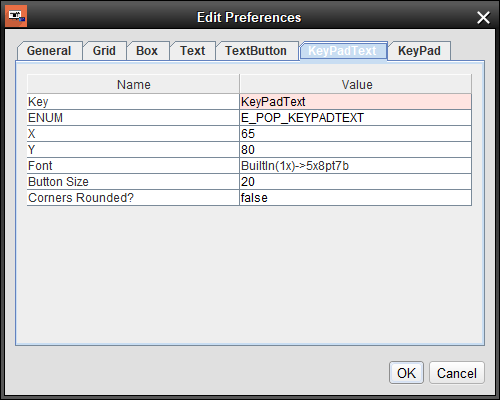 Edit Preferences
General Grid Box Text TextButton KeyPadText KeyPad
Name Value
Key KeyPadText
ENUM E_POP_KEYPADTEXT
X 65
Y 80
Font BuiltIn(1x)->5x8pt7b
Button Size 20
Corners Rounded? false
OK Cancel